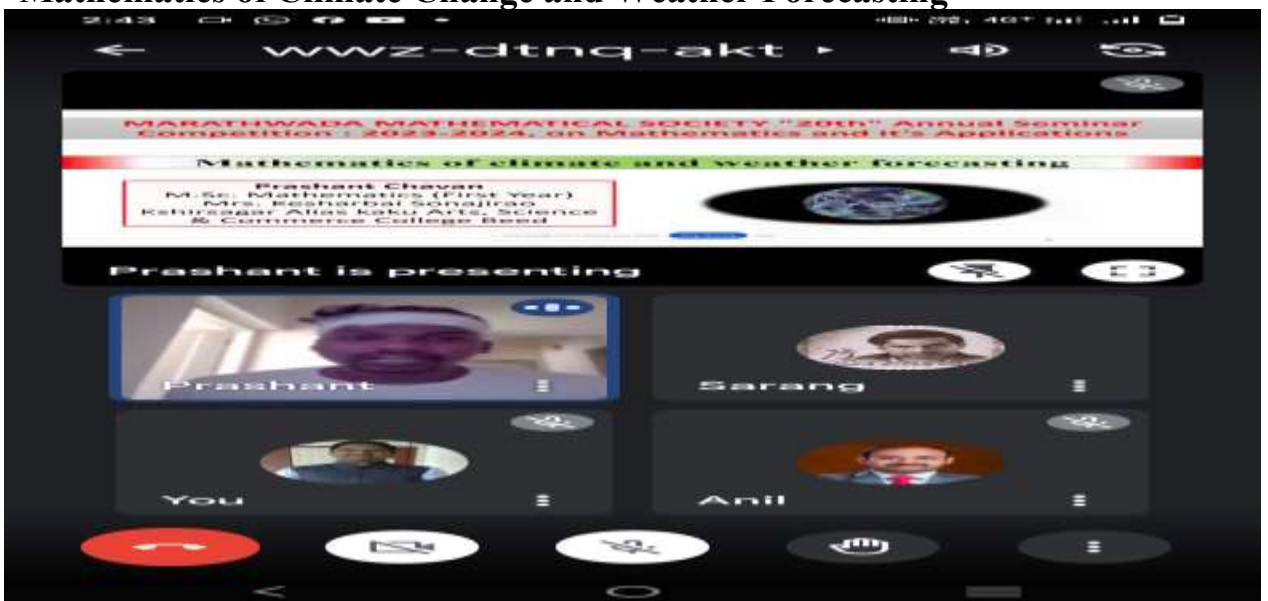 Mathematics of Climate Change and Weather Forecasting
2:43
4G+
wwz-dtnq-akt
MARATHWADA MATHEMATICAL SOCIETY "20th" Annual Seminar
Competition : 2023-2024, on Mathematics and it's Applications
Mathematics of climate and weather forecasting
Prashant Chavan
M.Sc. Mathematics (First Year)
Mrs. Kesharbai Sonajirao
Kshirsagar Alias kaku Arts, Science
& Commerce College Beed
Prashant is presenting
Prashant
Sarang
You
Anil